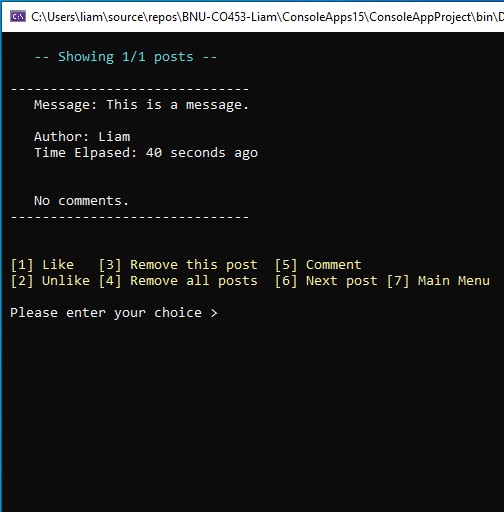 C:\Users\liam\source\repos\BNU-CO453-Liam\ConsoleApps15\ConsoleAppProject\bin\D
-- Showing 1/1 posts --
------------------------------
Message: This is a message.
Author: Liam
Time Elpased: 40 seconds ago
No comments.
------------------------------
[1] Like [3] Remove this post [5] Comment
[2] Unlike [4] Remove all posts [6] Next post [7] Main Menu
Please enter your choice >